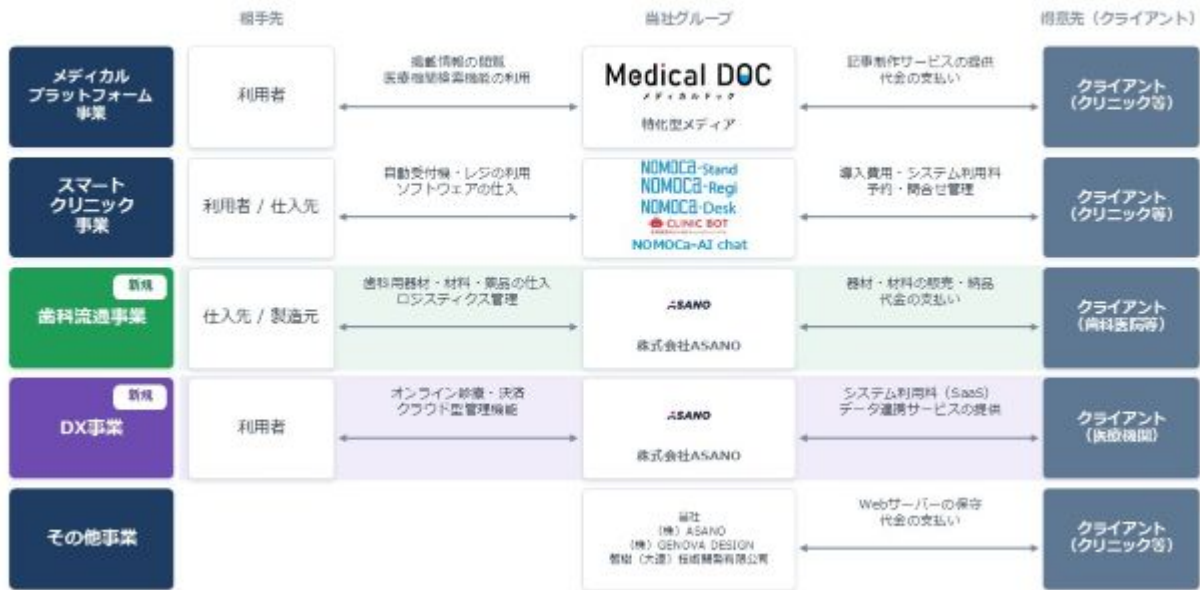 相手先
当社グループ
得意先（クライアント）
メディカル
プラットフォーム
事業
利用者
掲載情報の閲覧
医療機関検索機能の利用
Medical DOC
メディカルドック
特化型メディア
記事制作サービスの提供
代金の支払い
クライアント
（クリニック等）
スマート
クリニック
事業
利用者 / 仕入先
自動受付機・レジの利用
ソフトウェアの仕入
NOMOCa-Stand
NOMOCa-Regi
NOMOCa-Desk
CLINIC BOT
NOMOCa-AI chat
導入費用・システム利用料
予約・問合せ管理
クライアント
（クリニック等）
新規
歯科流通事業
仕入先 / 製造元
歯科用器材・材料・薬品の仕入
ロジスティクス管理
ASANO
株式会社ASANO
器材・材料の販売・納品
代金の支払い
クライアント
（歯科医院等）
新規
DX事業
利用者
オンライン診療・決済
クラウド型管理機能
ASANO
株式会社ASANO
システム利用料（SaaS）
データ連携サービスの提供
クライアント
（医療機関）
その他事業
当社
（株）ASANO
（株）GENOVA DESIGN
智樹（大連）技術開発有限公司
Webサーバーの保守
代金の支払い
クライアント
（クリニック等）